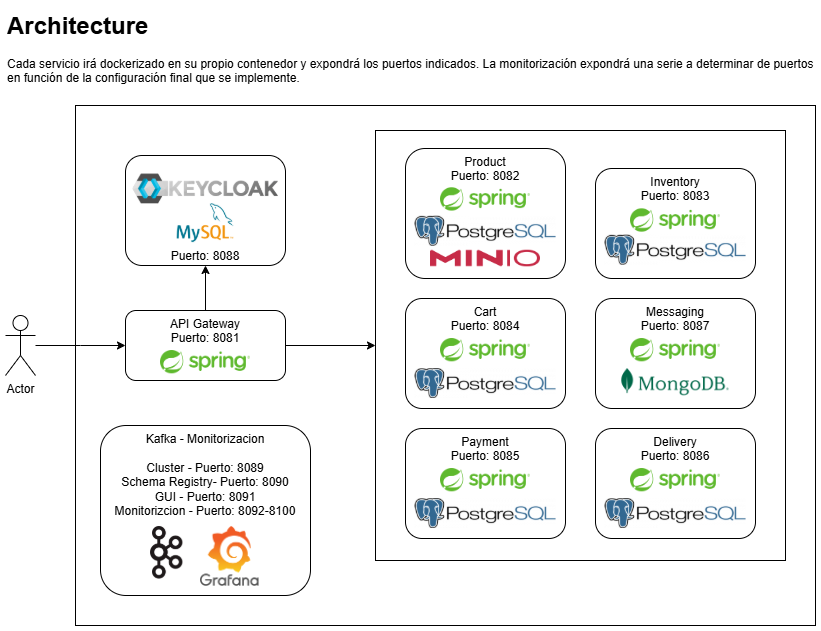 Architecture
Cada servicio irá dockerizado en su propio contenedor y expondrá los puertos indicados. La monitorización expondrá una serie a determinar de puertos
en función de la configuración final que se implemente.
KEYCLOAK
MySQL
Puerto: 8088
API Gateway
Puerto: 8081
spring
Actor
Kafka - Monitorizacion
Cluster - Puerto: 8089
Schema Registry- Puerto: 8090
GUI - Puerto: 8091
Monitorizcion - Puerto: 8092-8100
Grafana
Product
Puerto: 8082
spring
PostgreSQL
MINIO
Inventory
Puerto: 8083
spring
PostgreSQL
Cart
Puerto: 8084
spring
PostgreSQL
Messaging
Puerto: 8087
spring
MongoDB.
Payment
Puerto: 8085
spring
PostgreSQL
Delivery
Puerto: 8086
spring
PostgreSQL